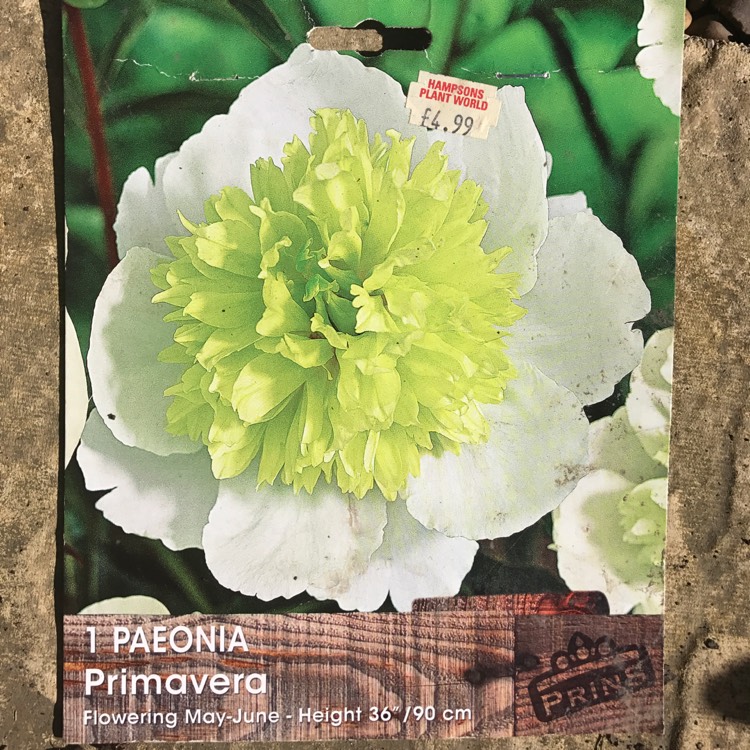 HAMPSONS
PLANT WORLD
£4.99
1 PAEONIA
Primavera
Flowering May-June - Height 36"/90 cm
PRINS